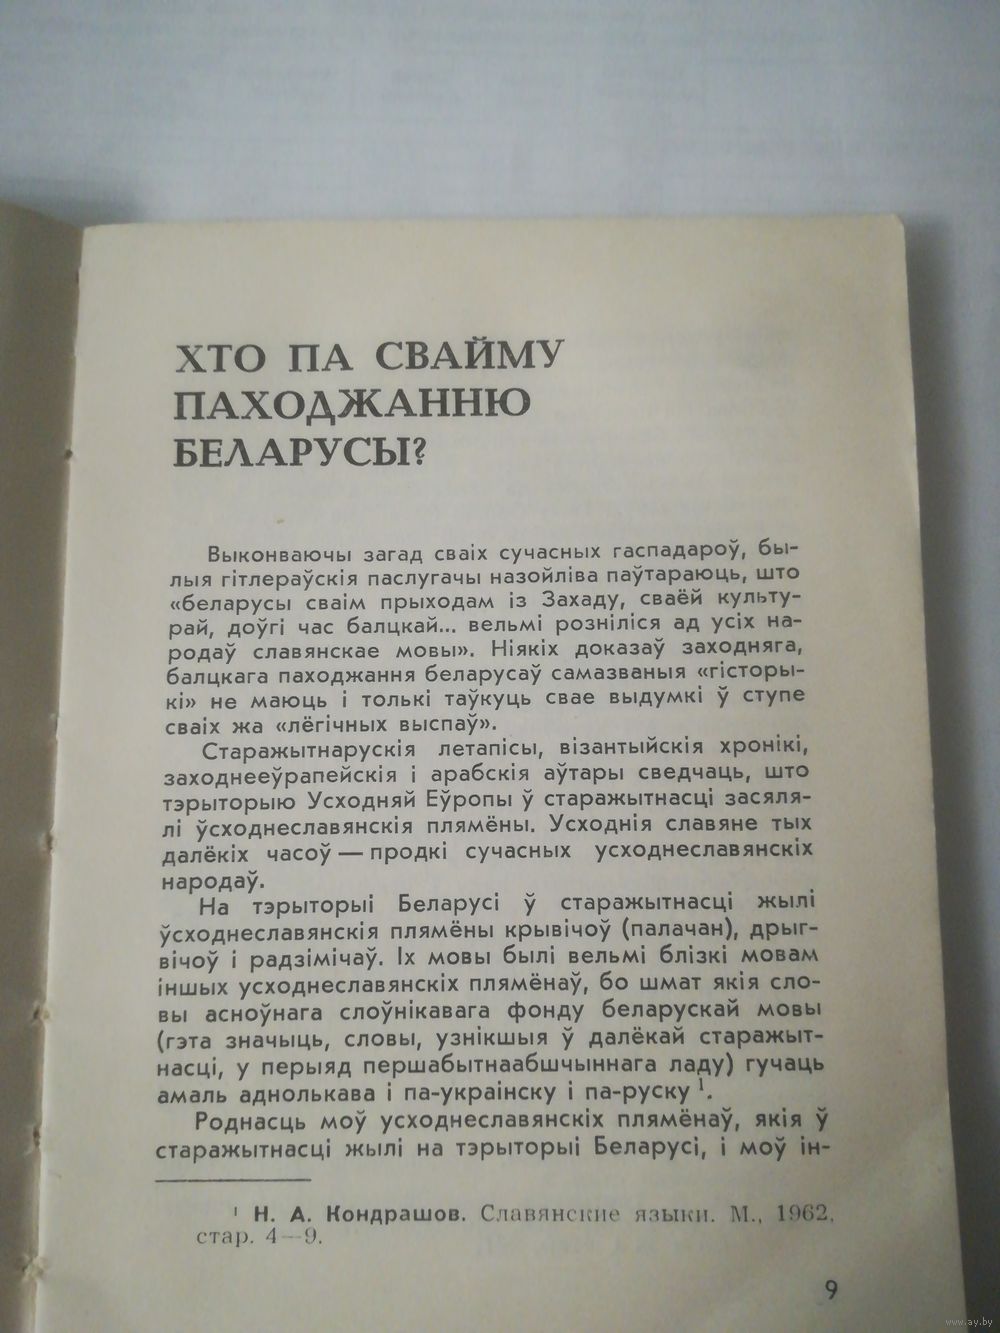 ХТО ПА СВАЙМУ
ПАХОДЖАННЮ
БЕЛАРУСЫ?
Выконваючы загад сваіх сучасных гаспадароў, бы-
лыя гітлераўскія паслугачы назойліва паўтараюць, што
«беларусы сваім прыходам із Захаду, сваёй культу-
рай, доўгі час балцкай... вельмі розніліся ад усіх на-
родаў славянскае мовы». Ніякіх доказаў заходняга,
балцкага паходжання беларусаў самазваныя «гісторы-
кі» не маюць і толькі таўкуць свае выдумкі ў ступе
сваіх жа «лёгічных выспаў».
Старажытнарускія летапісы, візантыйскія хронікі,
заходнееўрапейскія і арабскія аўтары сведчаць, што
тэрыторыю Усходняй Еўропы ў старажытнасці засяля-
лі ўсходнеславянскія плямёны. Усходнія славяне тых
далёкіх часоў — продкі сучасных усходнеславянскіх
народаў.
На тэрыторыі Беларусі ў старажытнасці жылі
ўсходнеславянскія плямёны крывічоў (палачан), дрыг-
вічоў і радзімічаў. Іх мовы былі вельмі блізкі мовам
іншых усходнеславянскіх плямёнаў, бо шмат якія сло-
вы асноўнага слоўнікавага фонду беларускай мовы
(гэта значыць, словы, узнікшыя ў далёкай старажыт-
насці, у перыяд першабытнаабшчыннага ладу) гучаць
амаль аднолькава і па-украінску і па-руску ¹.
Роднасць моў усходнеславянскіх плямёнаў, якія ў
старажытнасці жылі на тэрыторыі Беларусі, і моў ін-
¹ Н. А. Кондрашов. Славянские языки. М., 1962,
стар. 4—9.
9
www.ay.by